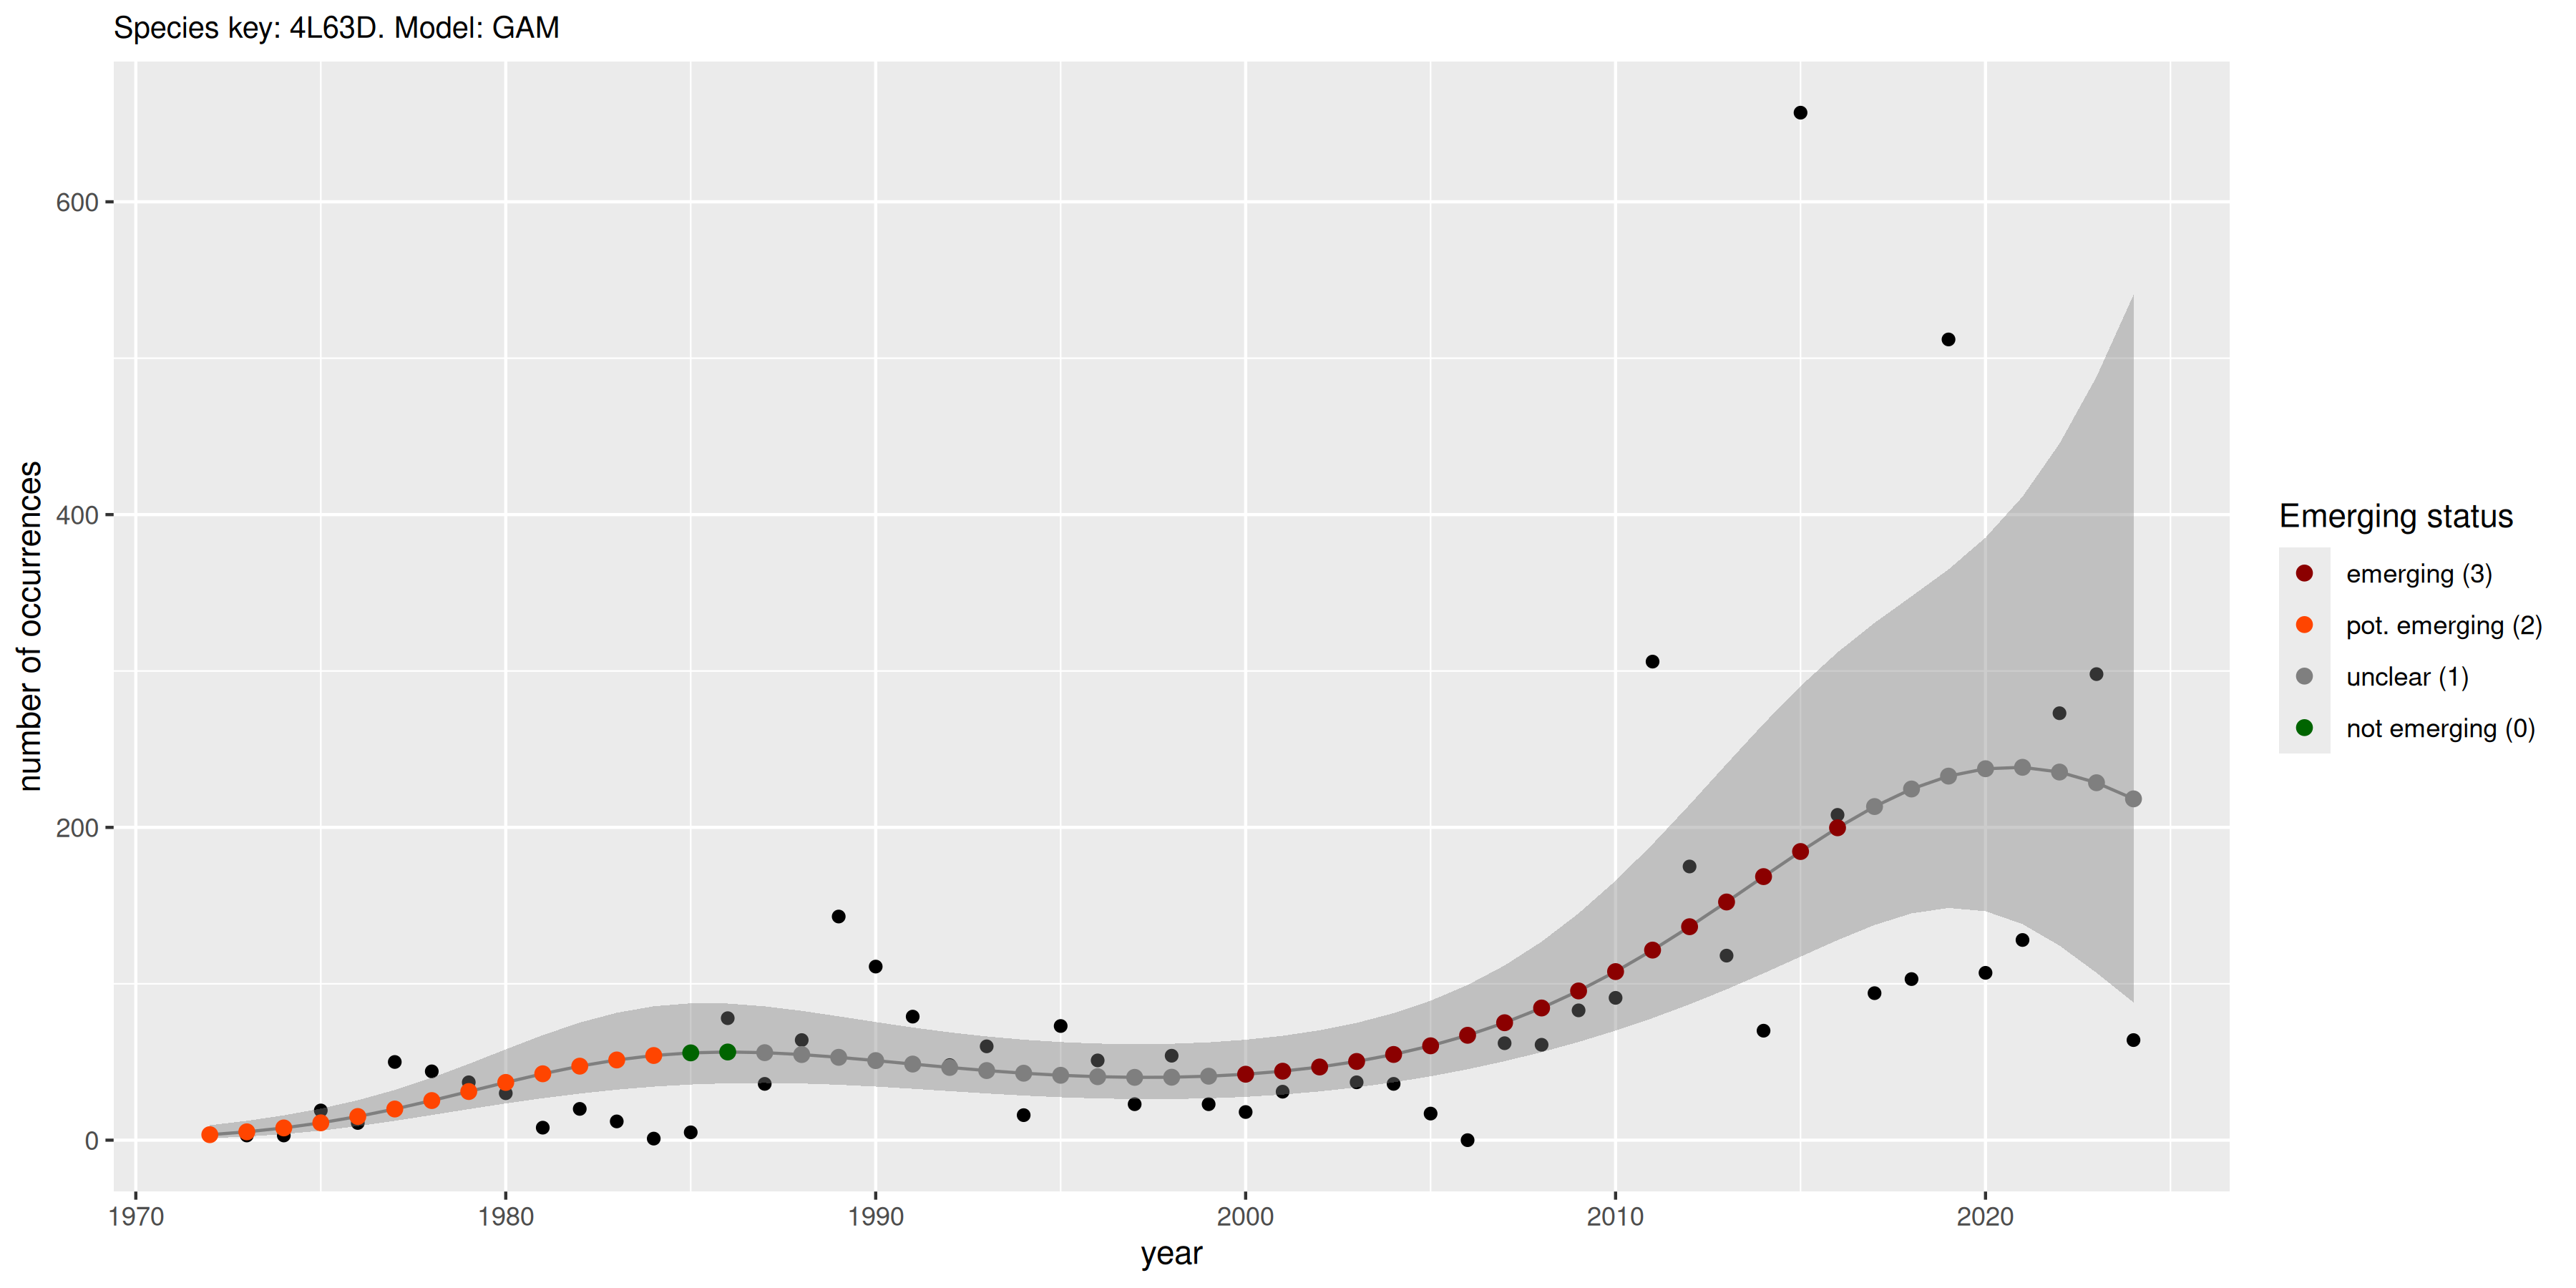 Species key: 4L63D. Model: GAM
600
400
200
0
number of occurrences
1970
1980
1990
2000
2010
2020
year
Emerging status
emerging (3)
pot. emerging (2)
unclear (1)
not emerging (0)